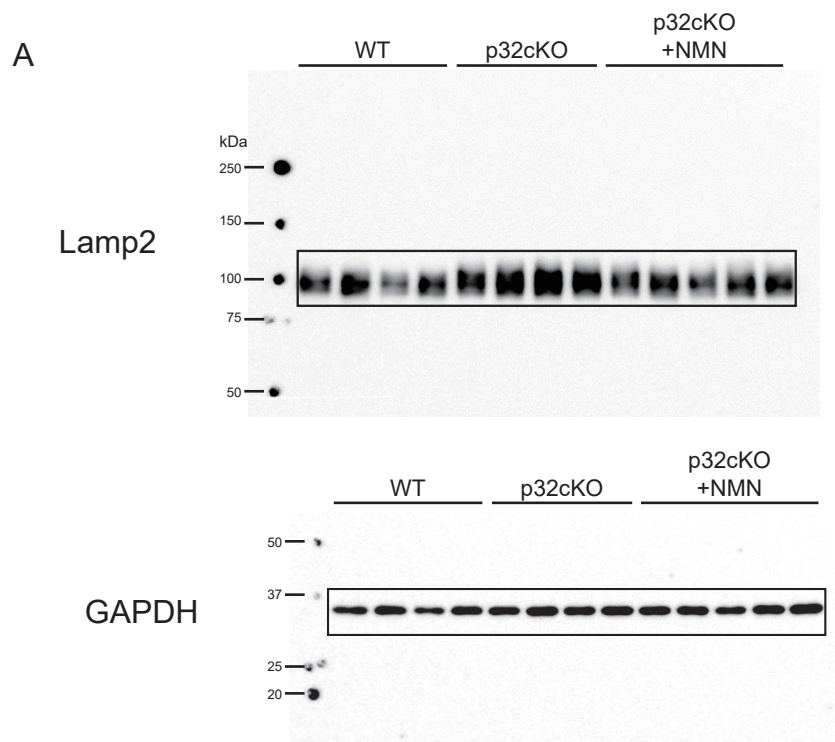 A
WT
p32cKO
p32cKO
+NMN
kDa
250
150
Lamp2
100
75
50
WT
p32cKO
p32cKO
+NMN
50
37
GAPDH
25
20